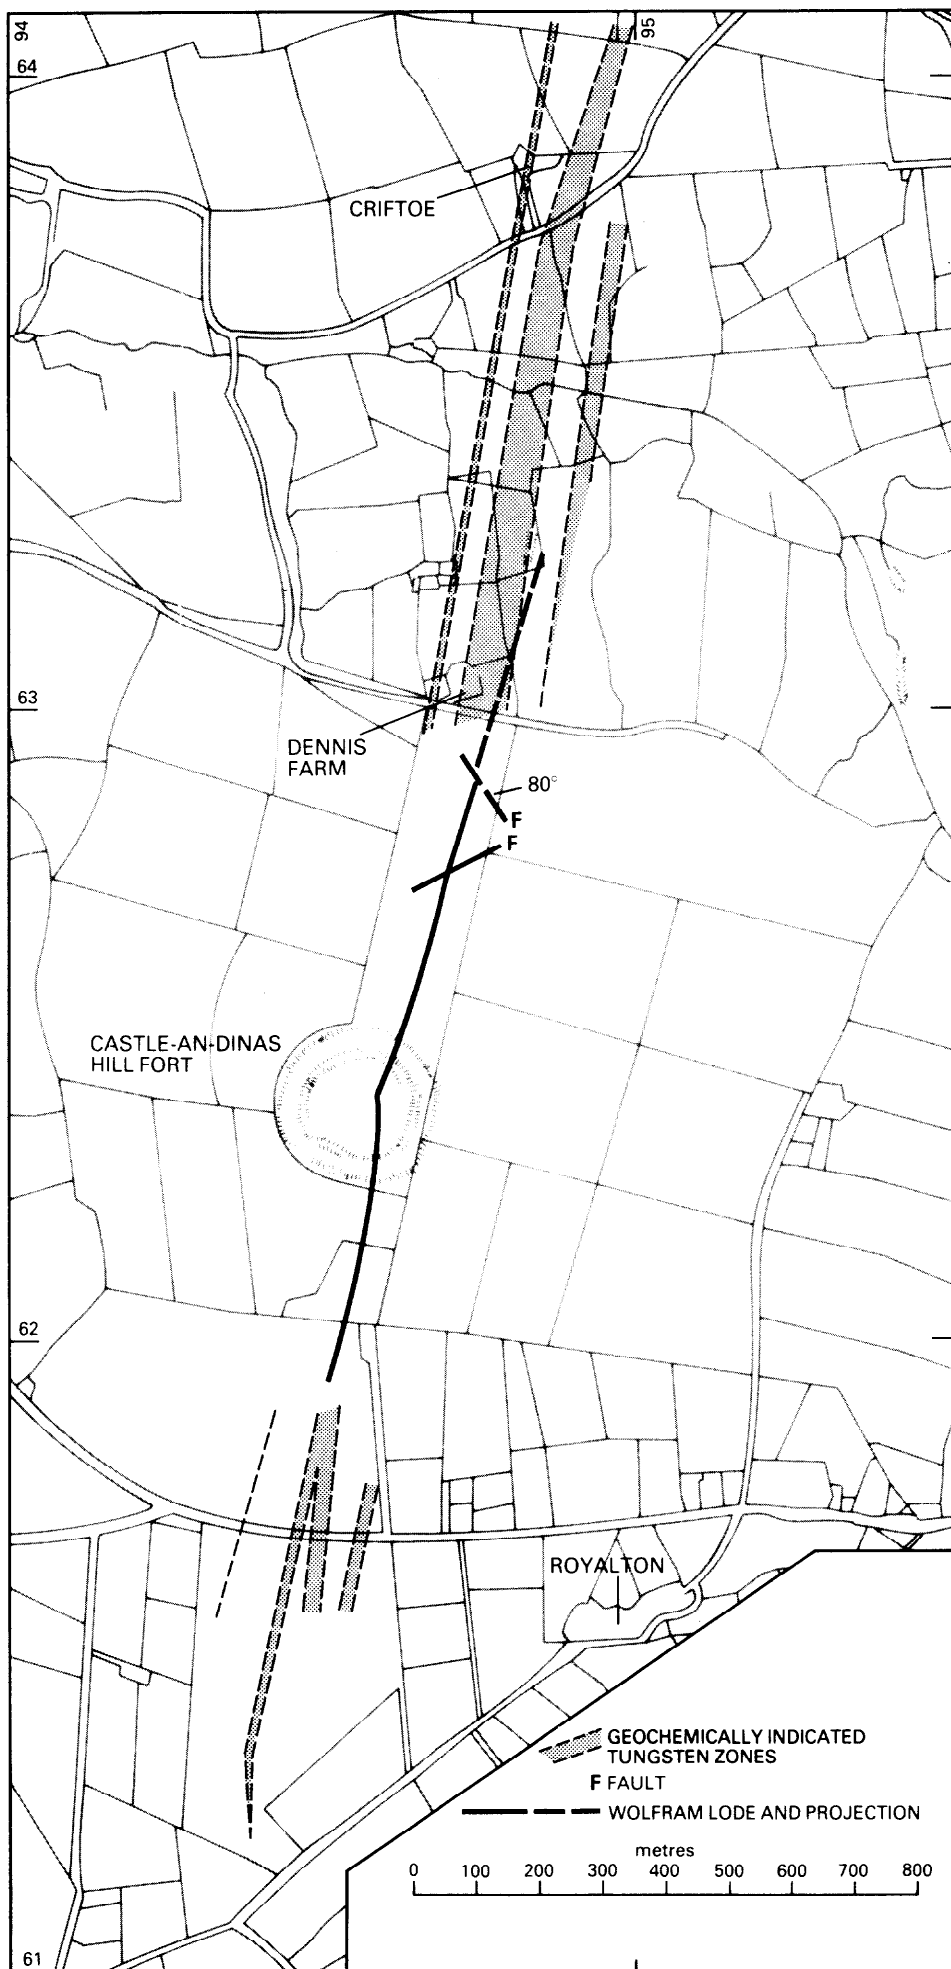 94
95
64
CRIFTOE
63
DENNIS
FARM
80°
F
F
CASTLE-AN-DINAS
HILL FORT
62
ROYALTON
GEOCHEMICALLY INDICATED
TUNGSTEN ZONES
F FAULT
WOLFRAM LODE AND PROJECTION
metres
0 100 200 300 400 500 600 700 800
61